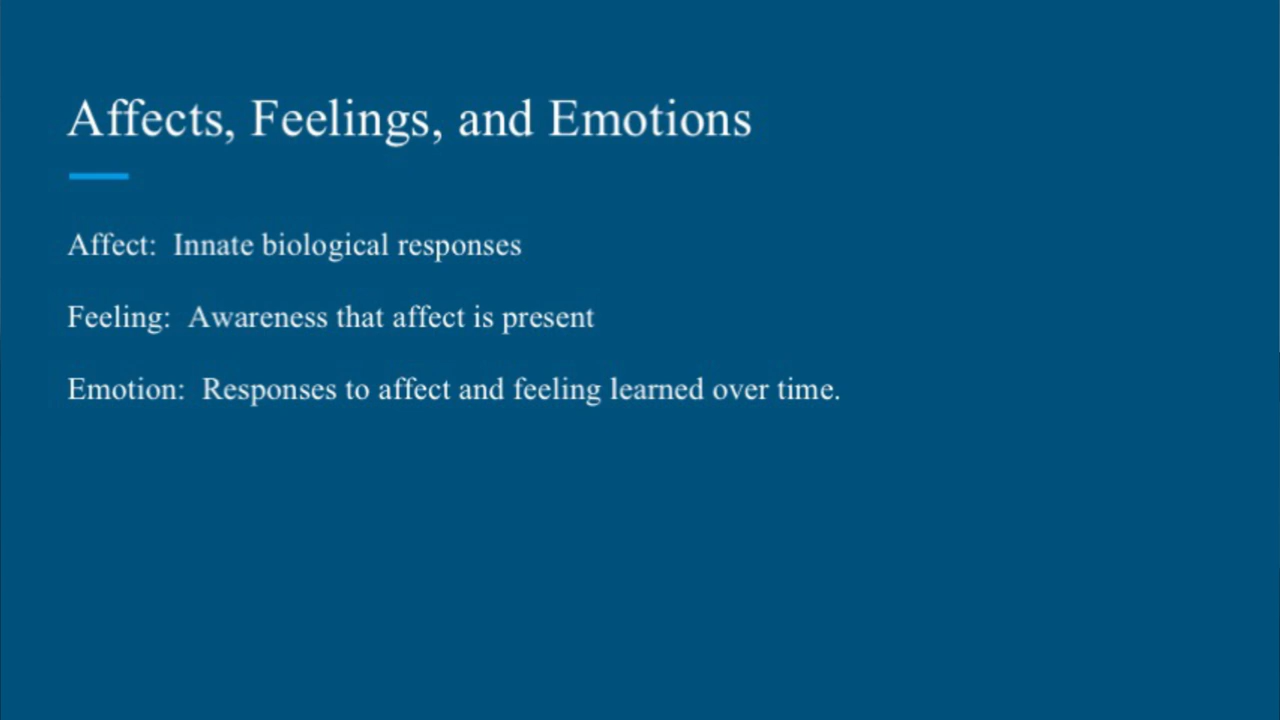 Affects, Feelings, and Emotions
Affect:  Innate biological responses
Feeling:  Awareness that affect is present
Emotion:  Responses to affect and feeling learned over time.